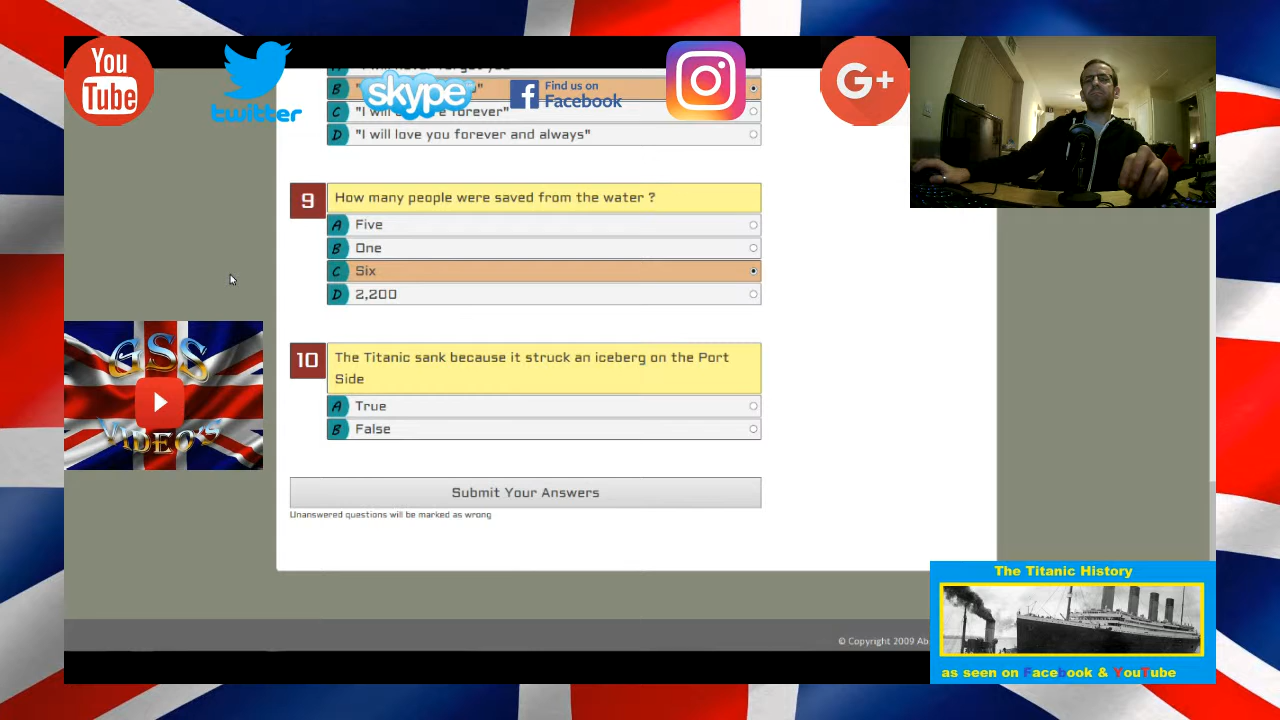 You
Tube
twitter
skype
Find us on
Facebook
G+
B
C "I will forever"
D "I will love you forever and always"
9 How many people were saved from the water ?
A Five
B One
C Six
D 2,200
10 The Titanic sank because it struck an iceberg on the Port
Side
A True
B False
Submit Your Answers
Unanswered questions will be marked as wrong
GSS
VIDEO'S
© Copyright 2009
The Titanic History
as seen on Facebook & YouTube